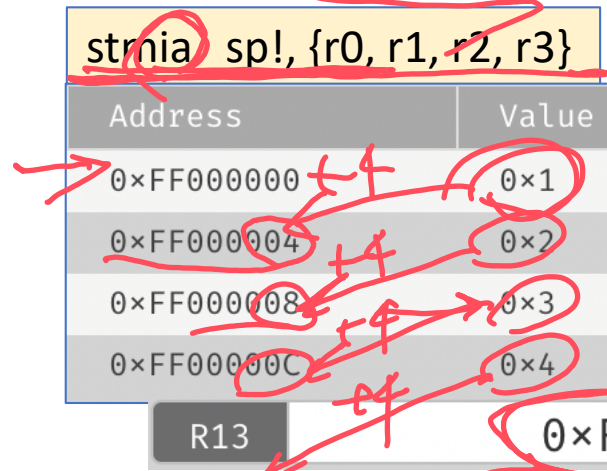 stmia sp!, {r0, r1, r2, r3}
Address Value
0×FF000000 +4 0×1
0×FF000004 0×2
+4
0×FF000008 0×3
+4
0×FF00000C 0×4
+4
R13 0×F